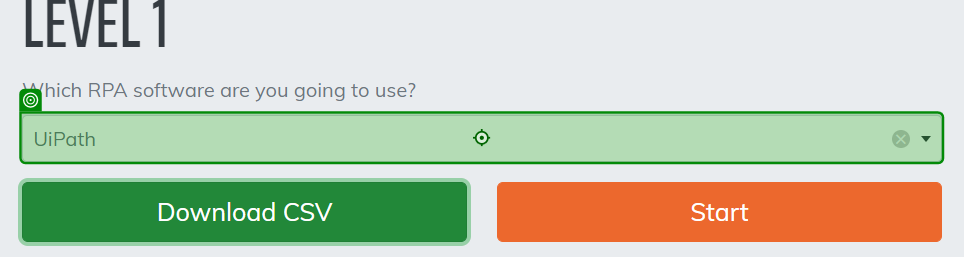 LEVEL 1
Which RPA software are you going to use?
UiPath
Download CSV
Start